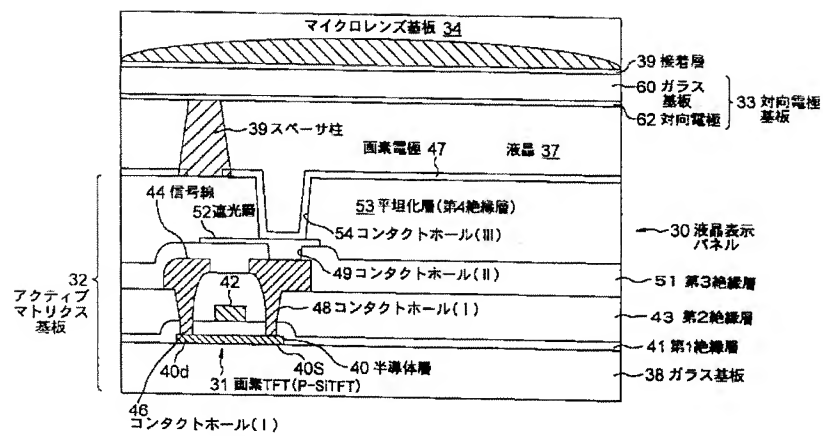 マイクロレンズ基板 34
39 接着層
60 ガラス基板
33 対向電極基板
62 対向電極
39 スペーサ柱
画素電極 47
液晶 37
44 信号線
52 遮光層
53 平坦化層(第4絶縁層)
54 コンタクトホール(III)
30 液晶表示パネル
49 コンタクトホール(II)
32
アクティブ
マトリクス
基板
42
51 第3絶縁層
48 コンタクトホール(I)
43 第2絶縁層
41 第1絶縁層
40d
40S
40 半導体層
31 画素TFT(P-SiTFT)
38 ガラス基板
46
コンタクトホール(I)